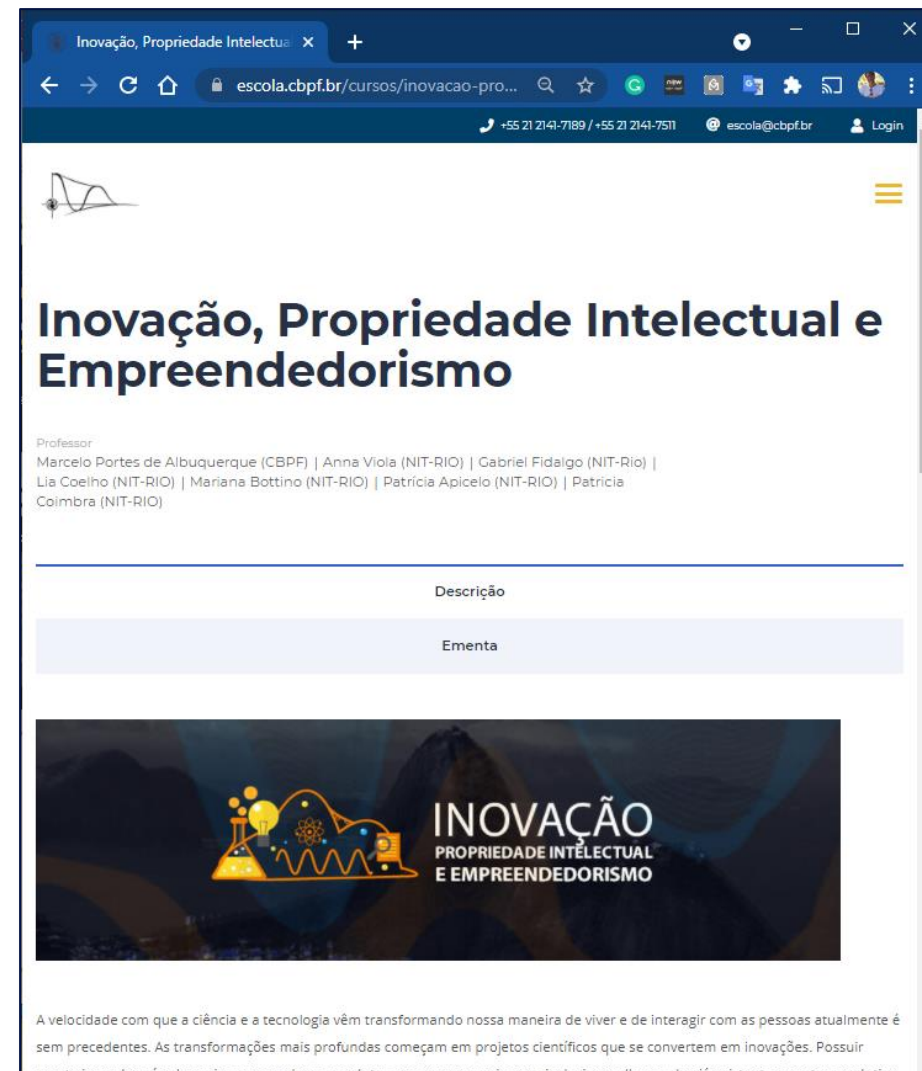 Inovação, Propriedade Intelectua
escola.cbpf.br/cursos/inovacao-pro...
+55 21 2141-7189 / +55 21 2141-7511 escola@cbpf.br Login
Inovação, Propriedade Intelectual e
Empreendedorismo
Professor
Marcelo Portes de Albuquerque (CBPF) | Anna Viola (NIT-RIO) | Gabriel Fidalgo (NIT-Rio) |
Lia Coelho (NIT-RIO) | Mariana Bottino (NIT-RIO) | Patrícia Apicelo (NIT-RIO) | Patricia
Coimbra (NIT-RIO)
Descrição
Ementa
INOVAÇÃO
PROPRIEDADE INTELECTUAL
E EMPREENDEDORISMO
A velocidade com que a ciência e a tecnologia vêm transformando nossa maneira de viver e de interagir com as pessoas atualmente é
sem precedentes. As transformações mais profundas começam em projetos científicos que se convertem em inovações. Possuir